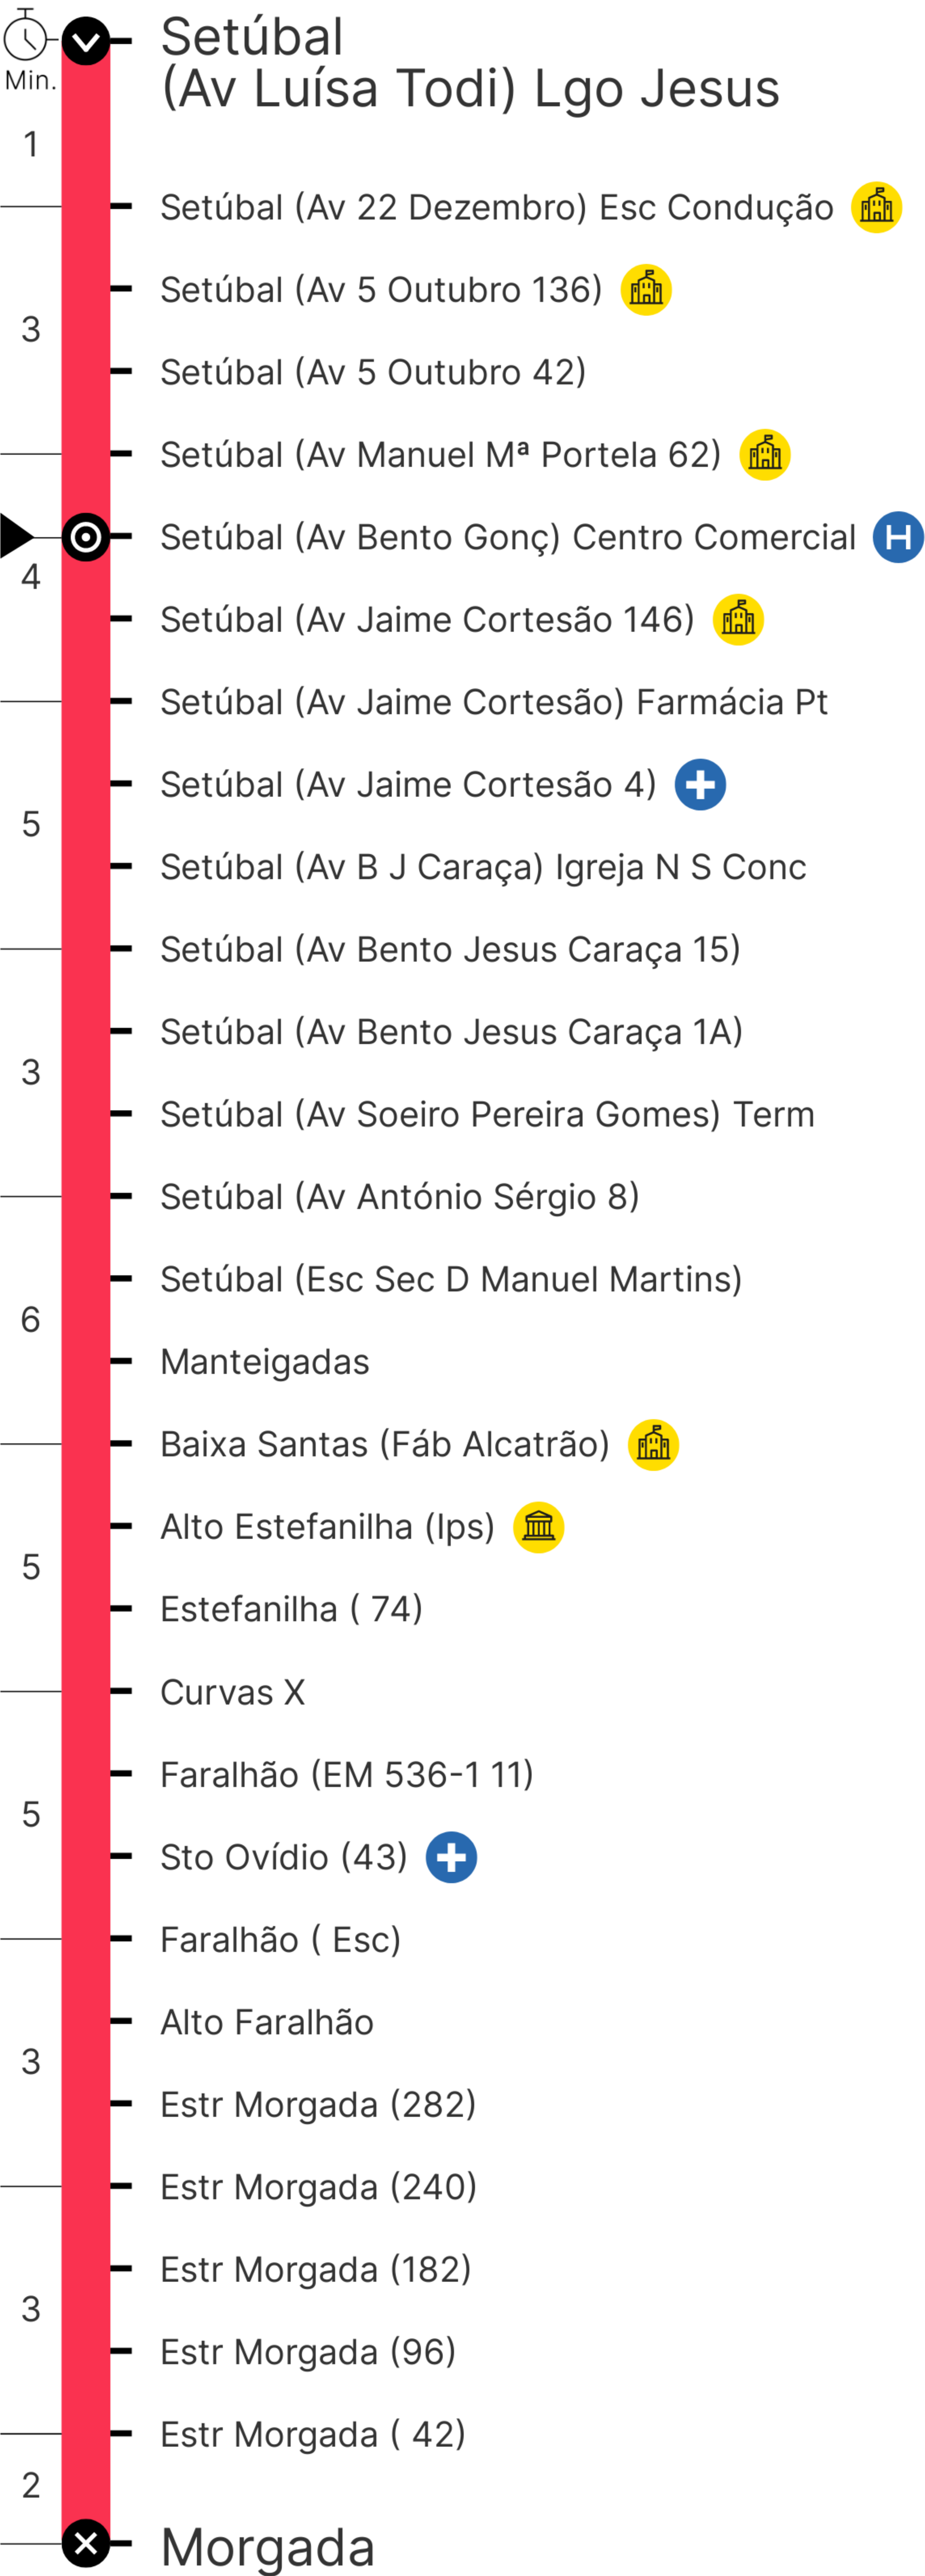 Setúbal
(Av Luísa Todi) Lgo Jesus
Min.
1
Setúbal (Av 22 Dezembro) Esc Condução
Setúbal (Av 5 Outubro 136)
3
Setúbal (Av 5 Outubro 42)
Setúbal (Av Manuel Mª Portela 62)
Setúbal (Av Bento Gonç) Centro Comercial H
4
Setúbal (Av Jaime Cortesão 146)
Setúbal (Av Jaime Cortesão) Farmácia Pt
Setúbal (Av Jaime Cortesão 4)
5
Setúbal (Av B J Caraça) Igreja N S Conc
Setúbal (Av Bento Jesus Caraça 15)
Setúbal (Av Bento Jesus Caraça 1A)
3
Setúbal (Av Soeiro Pereira Gomes) Term
Setúbal (Av António Sérgio 8)
Setúbal (Esc Sec D Manuel Martins)
6
Manteigadas
Baixa Santas (Fáb Alcatrão)
Alto Estefanilha (Ips)
5
Estefanilha ( 74)
Curvas X
Faralhão (EM 536-1 11)
5
Sto Ovídio (43)
Faralhão ( Esc)
Alto Faralhão
3
Estr Morgada (282)
Estr Morgada (240)
Estr Morgada (182)
3
Estr Morgada (96)
Estr Morgada ( 42)
2
Morgada